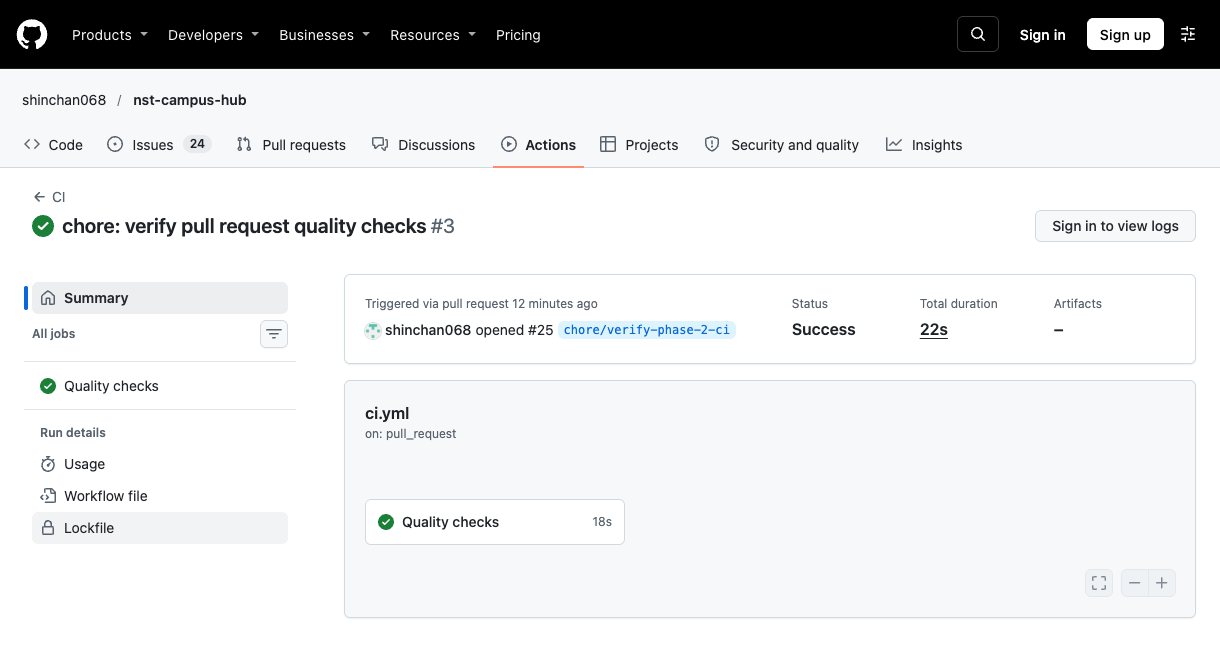 Products Developers Businesses Resources Pricing Sign in Sign up
shinchan068 / nst-campus-hub
Code Issues 24 Pull requests Discussions Actions Projects Security and quality Insights
CI
chore: verify pull request quality checks #3
Sign in to view logs
Summary
All jobs
Quality checks
Run details
Usage
Workflow file
Lockfile
Triggered via pull request 12 minutes ago
shinchan068 opened #25 chore/verify-phase-2-ci
Status
Success
Total duration
22s
Artifacts
–
ci.yml
on: pull_request
Quality checks 18s